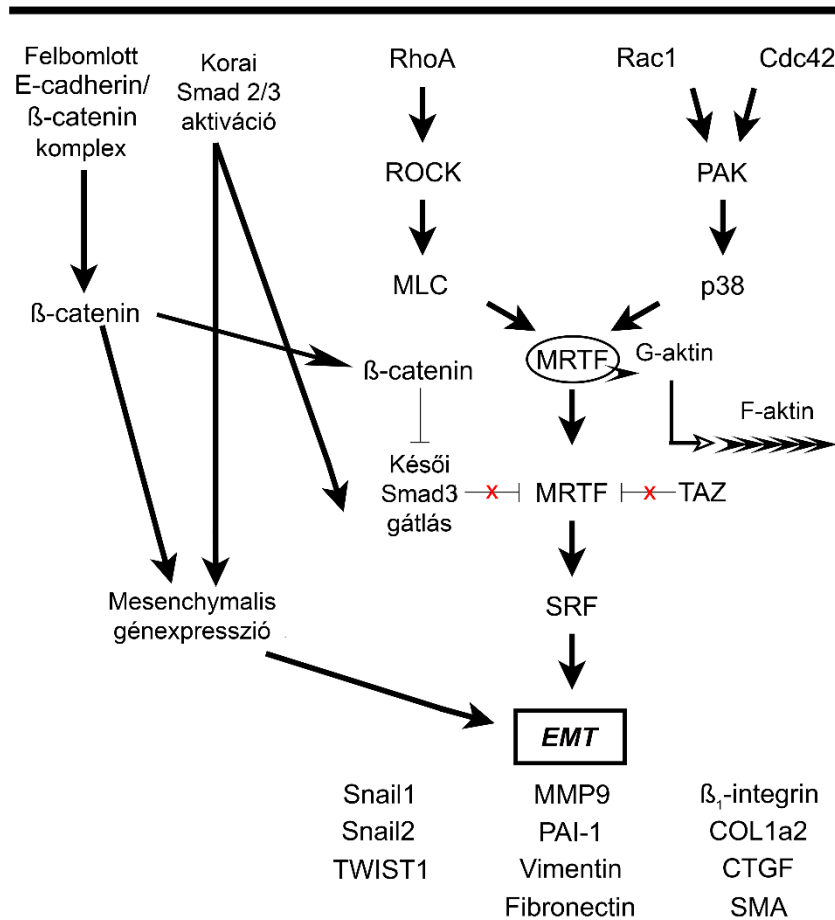 Felbomlott
E-cadherin/
ß-catenin
komplex
Korai
Smad 2/3
aktiváció
RhoA
Rac1
Cdc42
ROCK
PAK
MLC
p38
ß-catenin
ß-catenin
MRTF
G-aktin
F-aktin
Késői
Smad3
gátlás
x
MRTF
x
TAZ
Mesenchymalis
génexpresszió
SRF
EMT
Snail1
MMP9
ß₁-integrin
Snail2
PAI-1
COL1a2
TWIST1
Vimentin
CTGF
Fibronectin
SMA